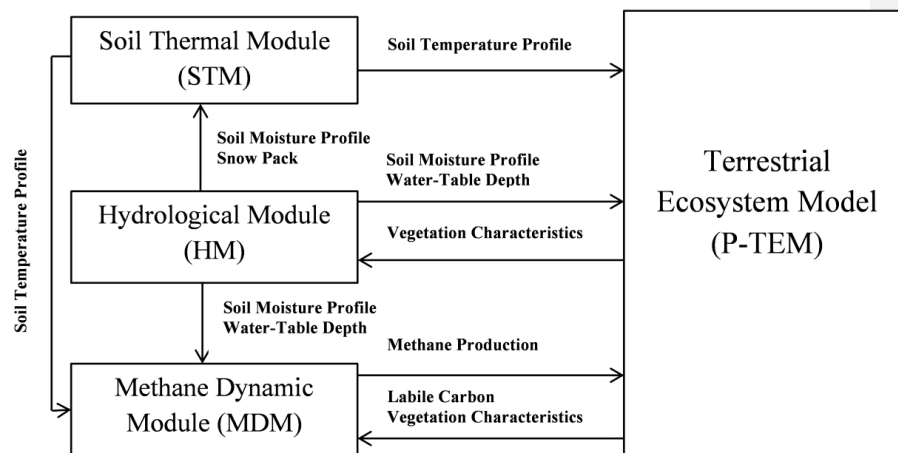 Soil Thermal Module
(STM)
Soil Temperature Profile
Soil Moisture Profile
Snow Pack
Soil Moisture Profile
Water-Table Depth
Terrestrial
Ecosystem Model
(P-TEM)
Hydrological Module
(HM)
Vegetation Characteristics
Soil Temperature Profile
Soil Moisture Profile
Water-Table Depth
Methane Production
Methane Dynamic
Module (MDM)
Labile Carbon
Vegetation Characteristics